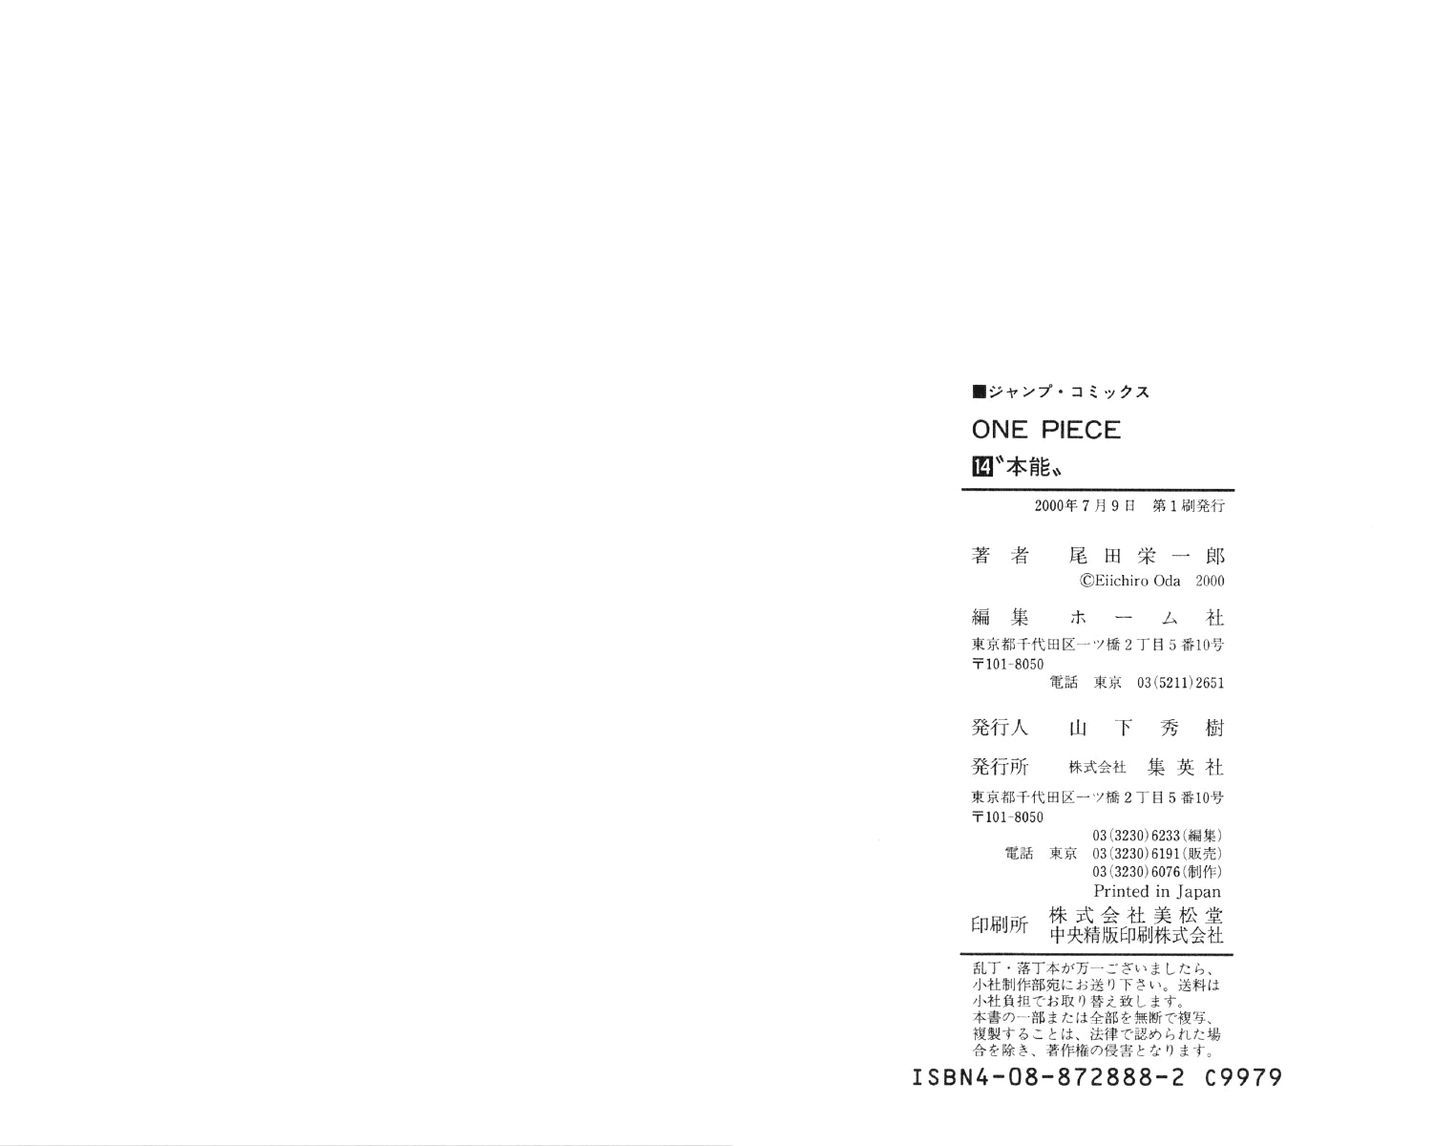 ■ジャンプ・コミックス
ONE PIECE
14〝本能〟
2000年7月9日 第1刷発行
著者 尾田栄一郎
©Eiichiro Oda 2000
編集 ホーム社
東京都千代田区一ツ橋2丁目5番10号
〒101-8050
電話 東京 03(5211)2651
発行人 山下秀樹
発行所 株式会社 集英社
東京都千代田区一ツ橋2丁目5番10号
〒101-8050
03(3230)6233(編集)
電話 東京 03(3230)6191(販売)
03(3230)6076(制作)
Printed in Japan
印刷所 株式会社美松堂
中央精版印刷株式会社
乱丁・落丁本が万一ございましたら、
小社制作部宛にお送り下さい。送料は
小社負担でお取り替え致します。
本書の一部または全部を無断で複写、
複製することは、法律で認められた場
合を除き、著作権の侵害となります。
ISBN4-08-872888-2 C9979